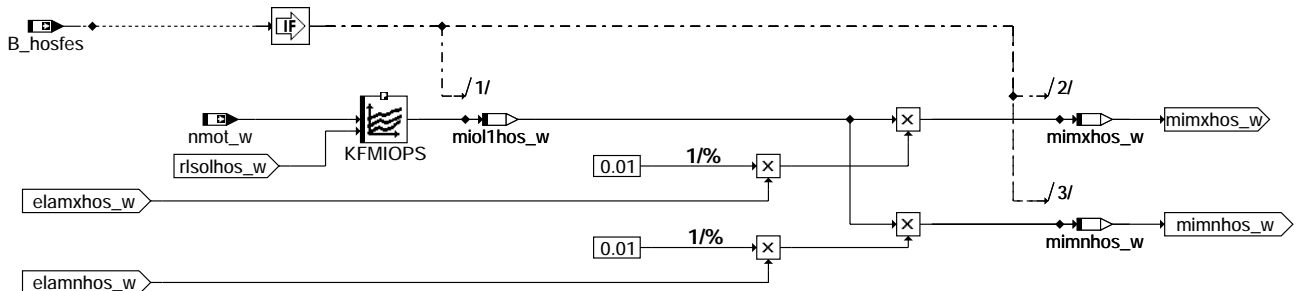 B_hosfes
IF
1/
2/
nmot_w
KFMIOPS
miol1hos_w
mimxhos_w
mimxhos_w
rlsolhos_w
0.01
1/%
elamxhos_w
3/
0.01
1/%
mimnhos_w
mimnhos_w
elamnhos_w